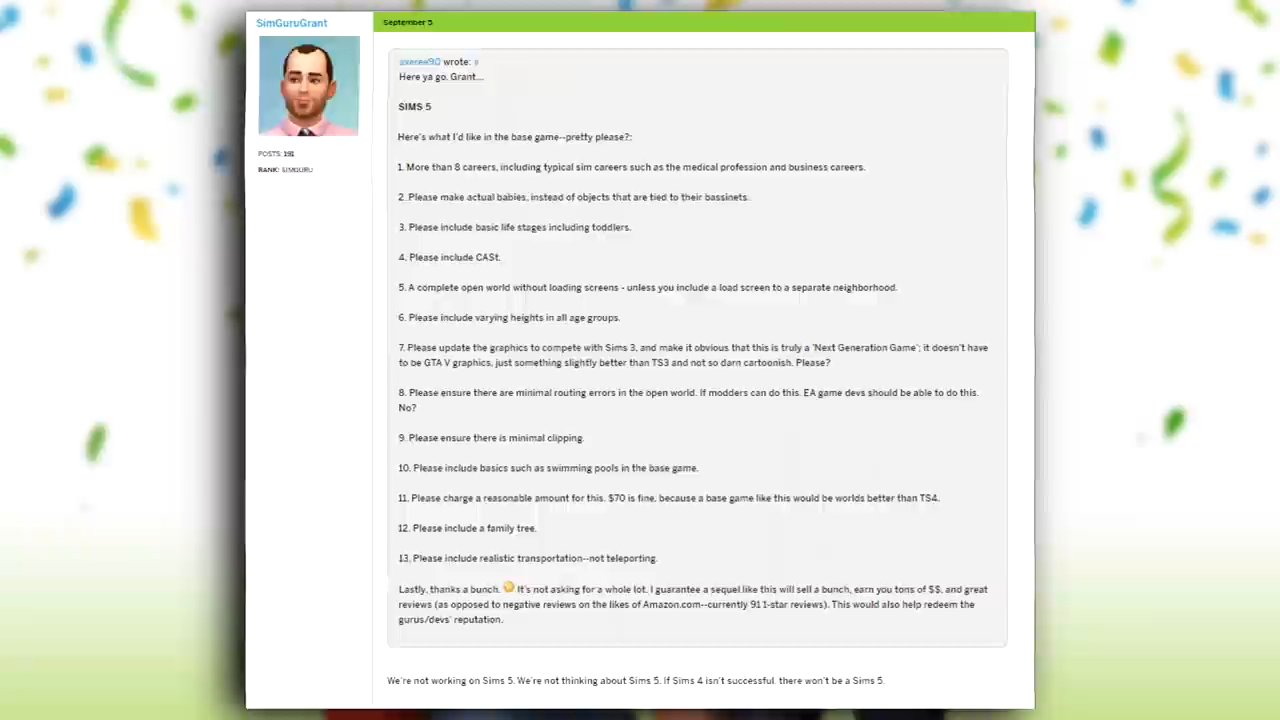 SimGuruGrant
September 5
POSTS: 191
RANK: SIMGURU
wrote: »
Here ya go, Grant....
SIMS 5
Here's what I'd like in the base game--pretty please?:
1. More than 8 careers, including typical sim careers such as the medical profession and business careers.
2. Please make actual babies, instead of objects that are tied to their bassinets.
3. Please include basic life stages including toddlers.
4. Please include CASt.
5. A complete open world without loading screens - unless you include a load screen to a separate neighborhood.
6. Please include varying heights in all age groups.
7. Please update the graphics to compete with Sims 3, and make it obvious that this is truly a 'Next Generation Game'; it doesn't have
to be GTA V graphics, just something slightly better than TS3 and not so darn cartoonish. Please?
8. Please ensure there are minimal routing errors in the open world. If modders can do this. EA game devs should be able to do this.
No?
9. Please ensure there is minimal clipping.
10. Please include basics such as swimming pools in the base game.
11. Please charge a reasonable amount for this. $70 is fine, because a base game like this would be worlds better than TS4.
12. Please include a family tree.
13. Please include realistic transportation--not teleporting.
Lastly, thanks a bunch. It's not asking for a whole lot. I guarantee a sequel like this will sell a bunch, earn you tons of $$, and great
reviews (as opposed to negative reviews on the likes of Amazon.com--currently 91 1-star reviews). This would also help redeem the
gurus/devs' reputation.
We're not working on Sims 5. We're not thinking about Sims 5. If Sims 4 isn't successful, there won't be a Sims 5.